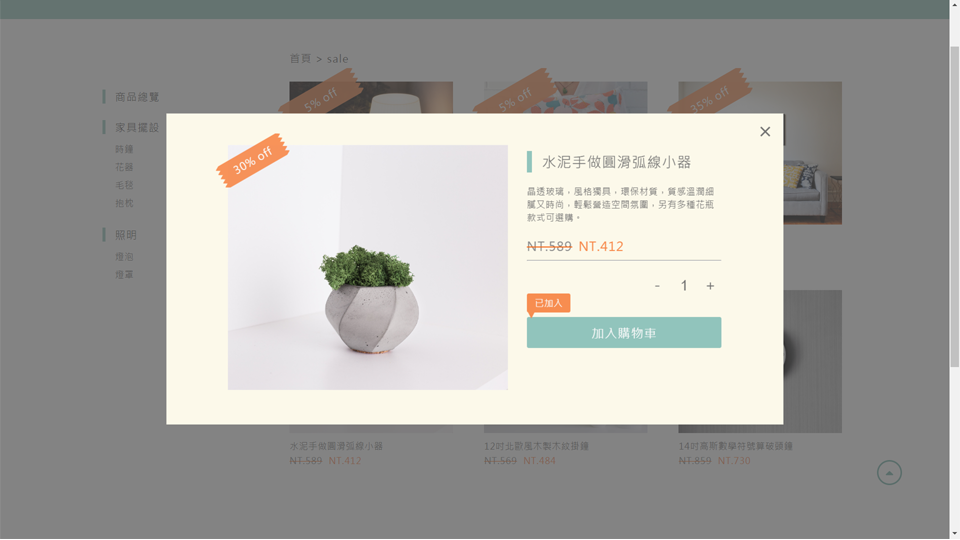 首頁 > sale
商品總覽
家具擺設
時鐘
花器
毛毯
抱枕
照明
燈泡
燈罩
5% off
5% off
35% off
30% off
水泥手做圓滑弧線小器
晶透玻璃，風格獨具，環保材質，質感溫潤細
膩又時尚，輕鬆營造空間氛圍，另有多種花瓶
款式可選購。
NT.589 NT.412
- 1 +
已加入
加入購物車
水泥手做圓滑弧線小器
NT.589 NT.412
12吋北歐風木製木紋掛鐘
NT.569 NT.484
14吋高斯數學符號算破頭鐘
NT.859 NT.730